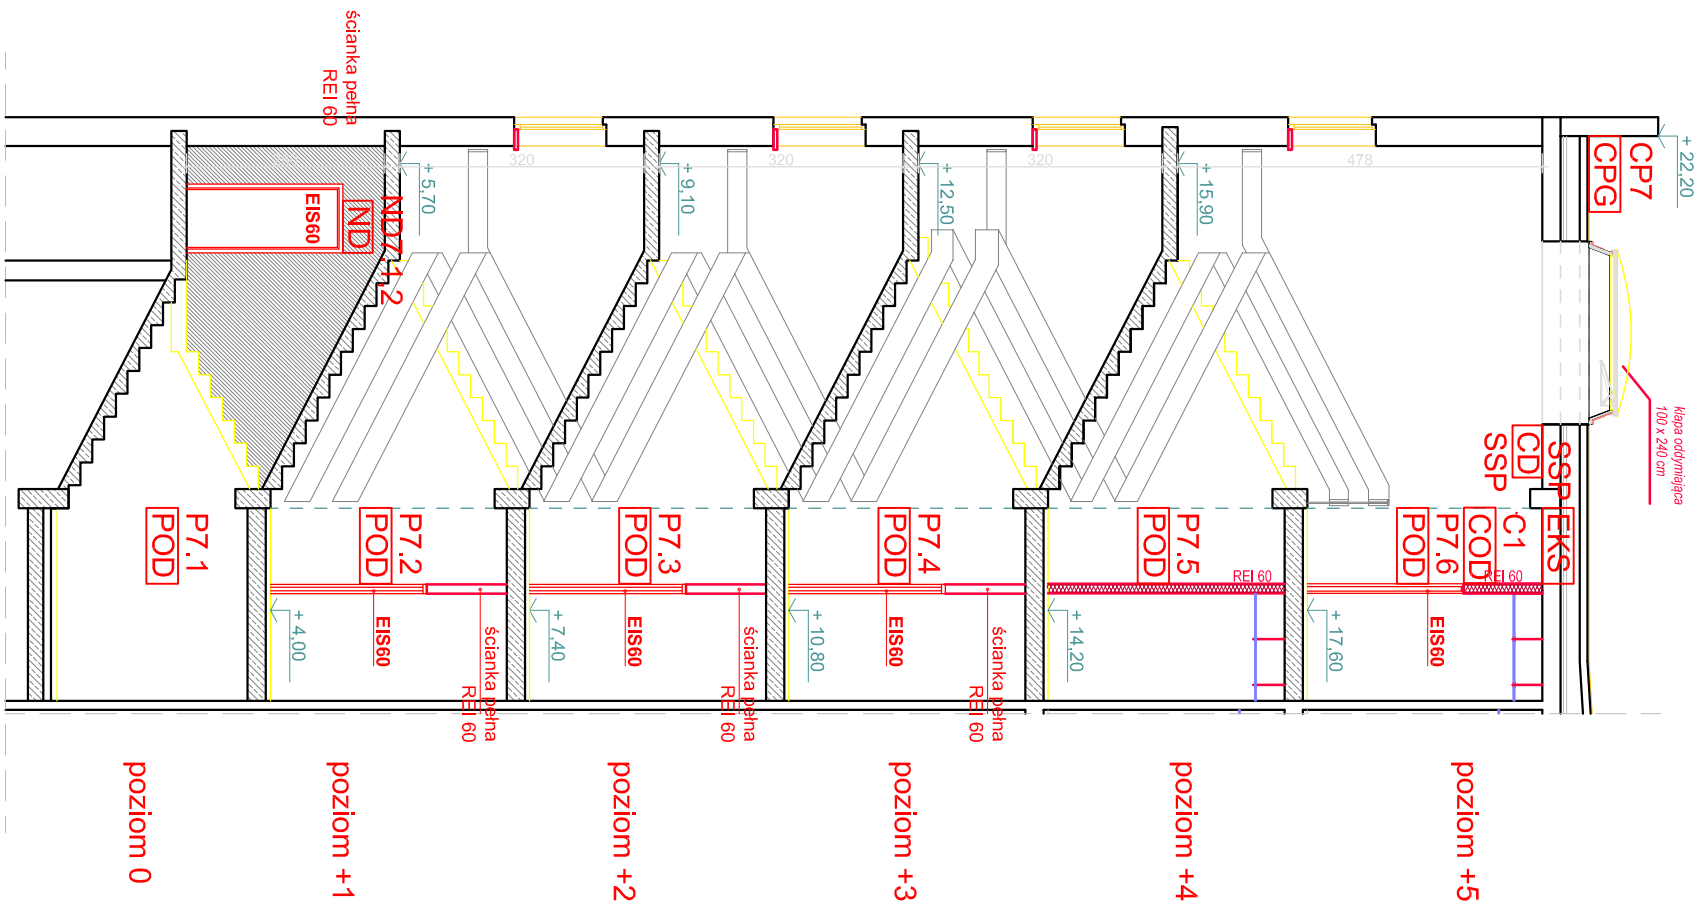 + 22,20
CP7
CPG
klapa oddymiająca
100 x 240 cm
SSP EKS
CD
SSP
C1
COD
P7.6
POD
REI 60
EIS60
+ 17,60
poziom +5
478
+ 15,90
P7.5
POD
REI 60
+ 14,20
poziom +4
320
+ 12,50
P7.4
POD
EIS60
ścianka pełna
REI 60
+ 10,80
poziom +3
320
+ 9,10
P7.3
POD
EIS60
ścianka pełna
REI 60
+ 7,40
poziom +2
320
+ 5,70
P7.2
POD
EIS60
ścianka pełna
REI 60
+ 4,00
poziom +1
ścianka pełna
REI 60
ND7.1,2
ND
EIS60
P7.1
POD
poziom 0